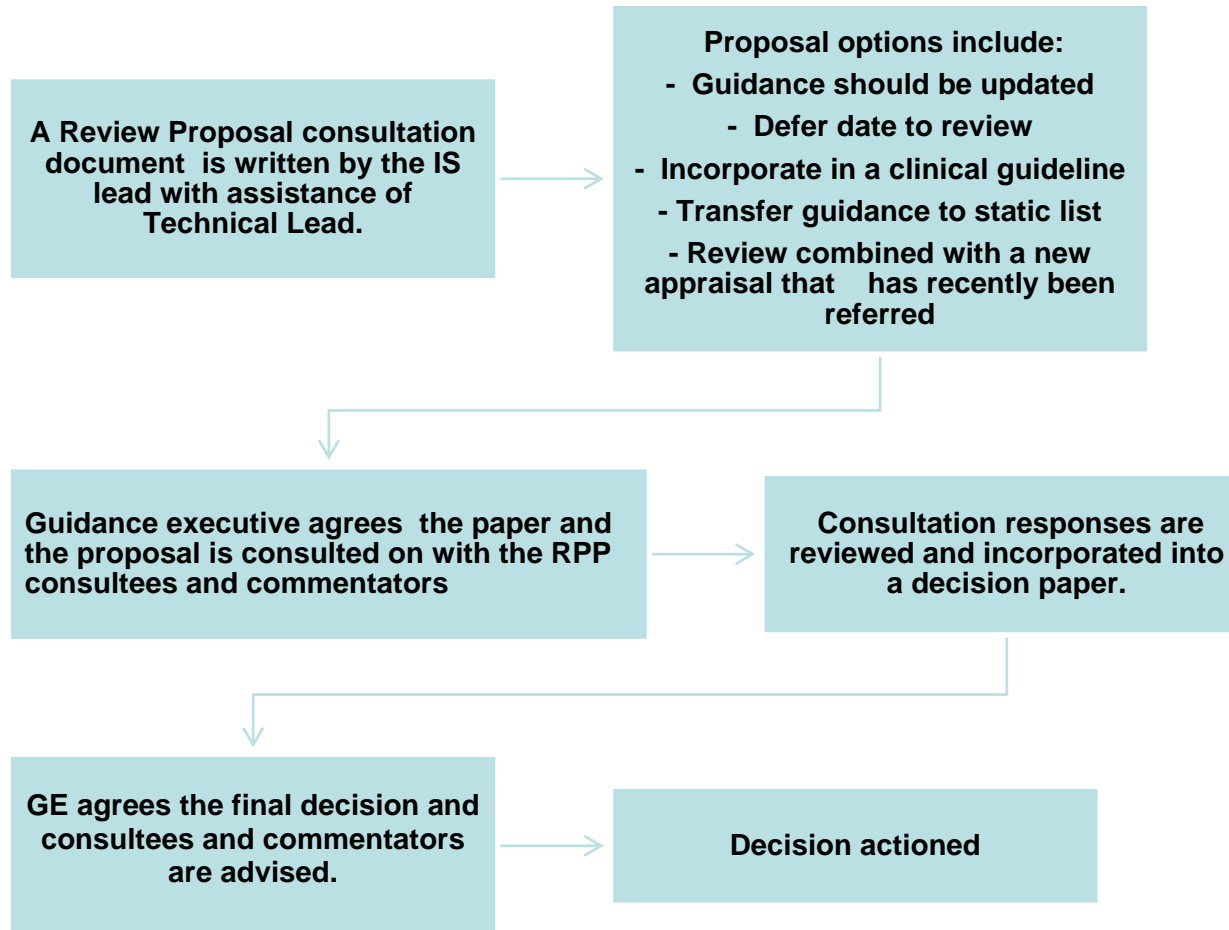 A Review Proposal consultation
document is written by the IS
lead with assistance of
Technical Lead.
Proposal options include:
- Guidance should be updated
- Defer date to review
- Incorporate in a clinical guideline
- Transfer guidance to static list
- Review combined with a new
appraisal that has recently been
referred
Guidance executive agrees the paper and
the proposal is consulted on with the RPP
consultees and commentators
Consultation responses are
reviewed and incorporated into
a decision paper.
GE agrees the final decision and
consultees and commentators
are advised.
Decision actioned